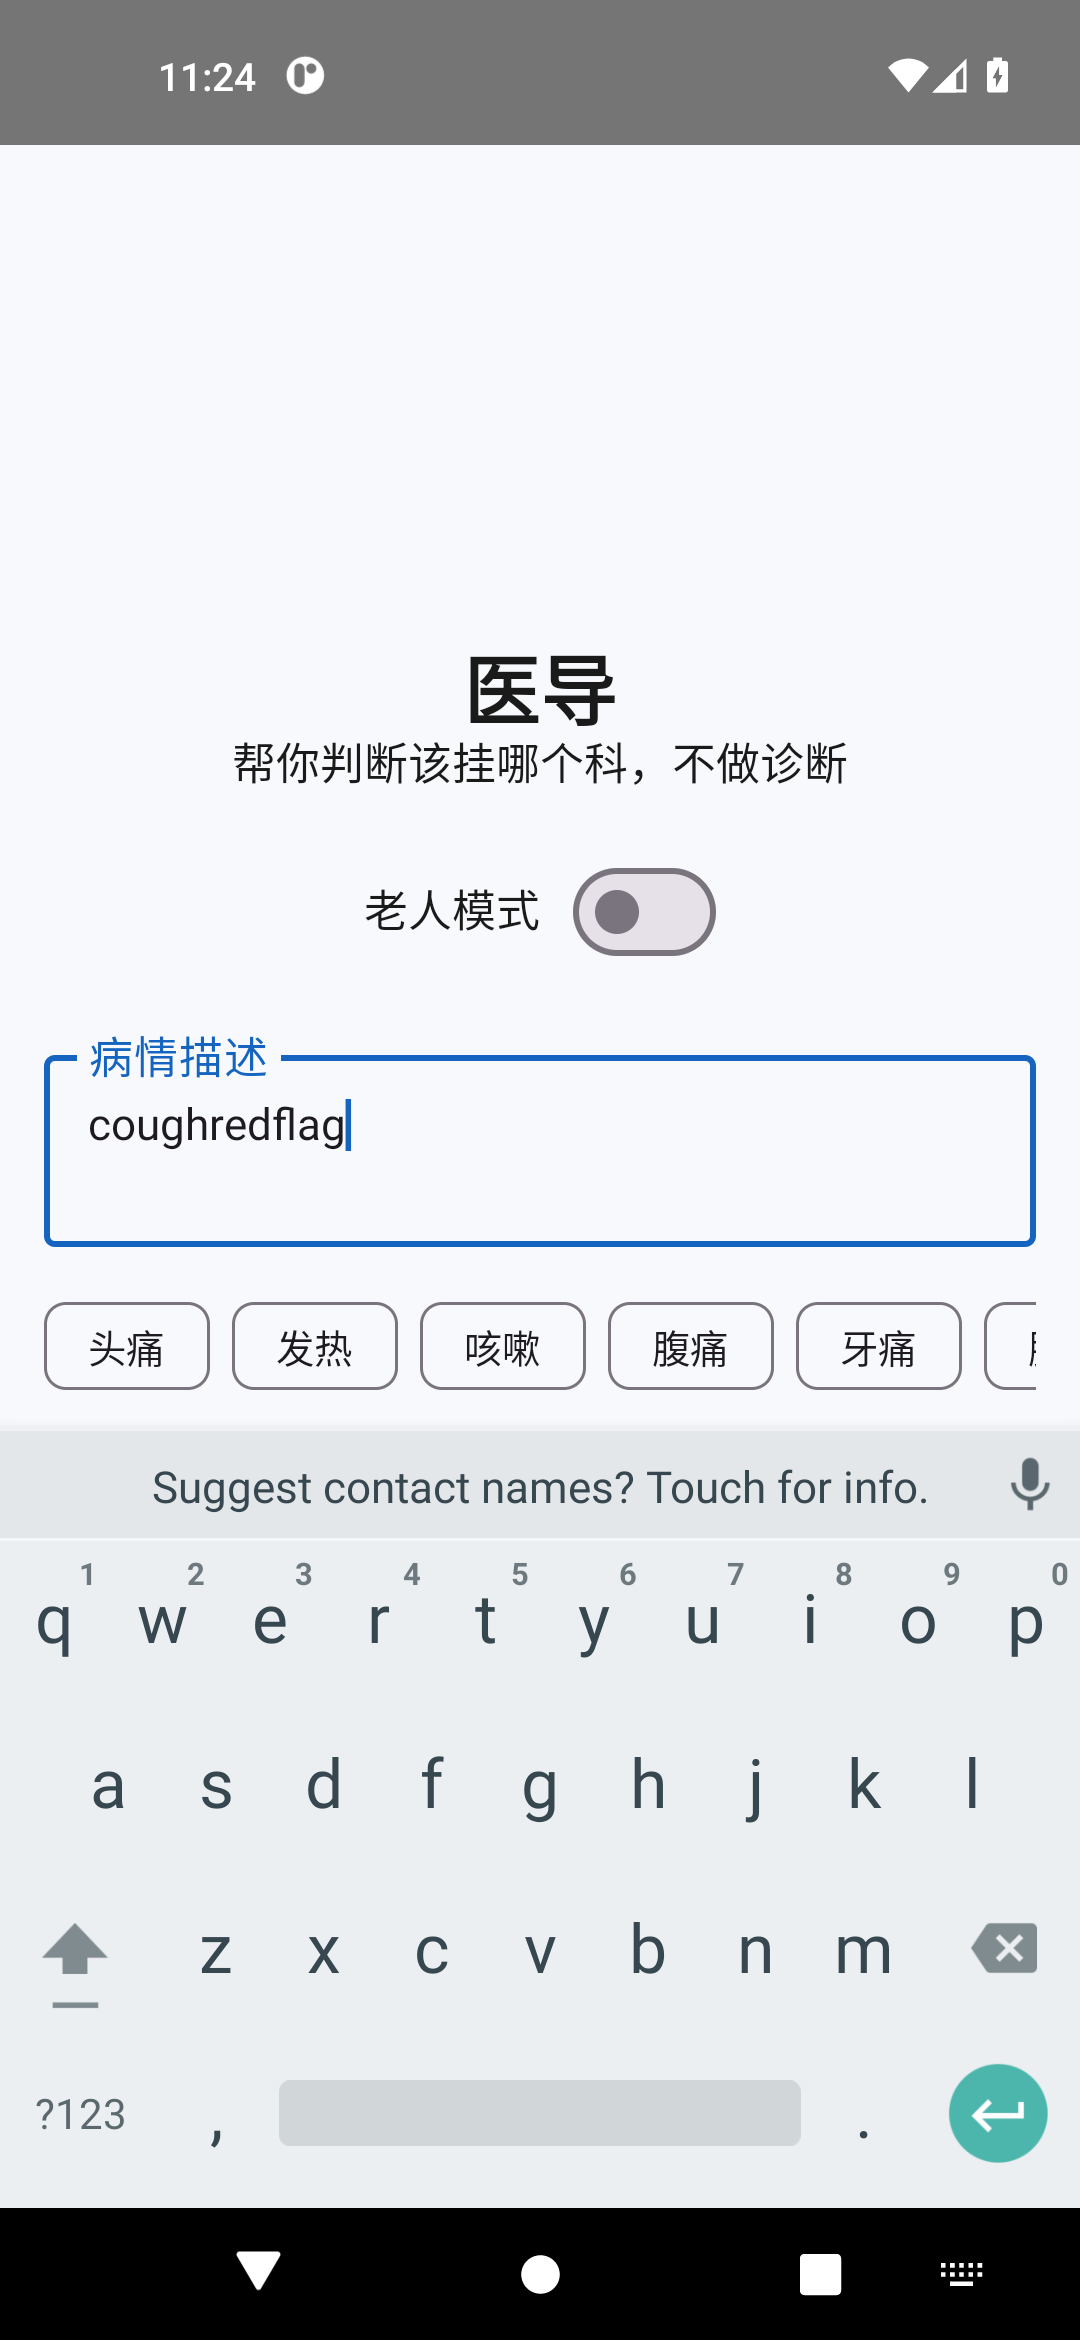 11:24
医导
帮你判断该挂哪个科，不做诊断
老人模式
病情描述
coughredflag
头痛 发热 咳嗽 腹痛 牙痛
Suggest contact names? Touch for info.
1 2 3 4 5 6 7 8 9 0
q w e r t y u i o p
a s d f g h j k l
z x c v b n m
?123 , .